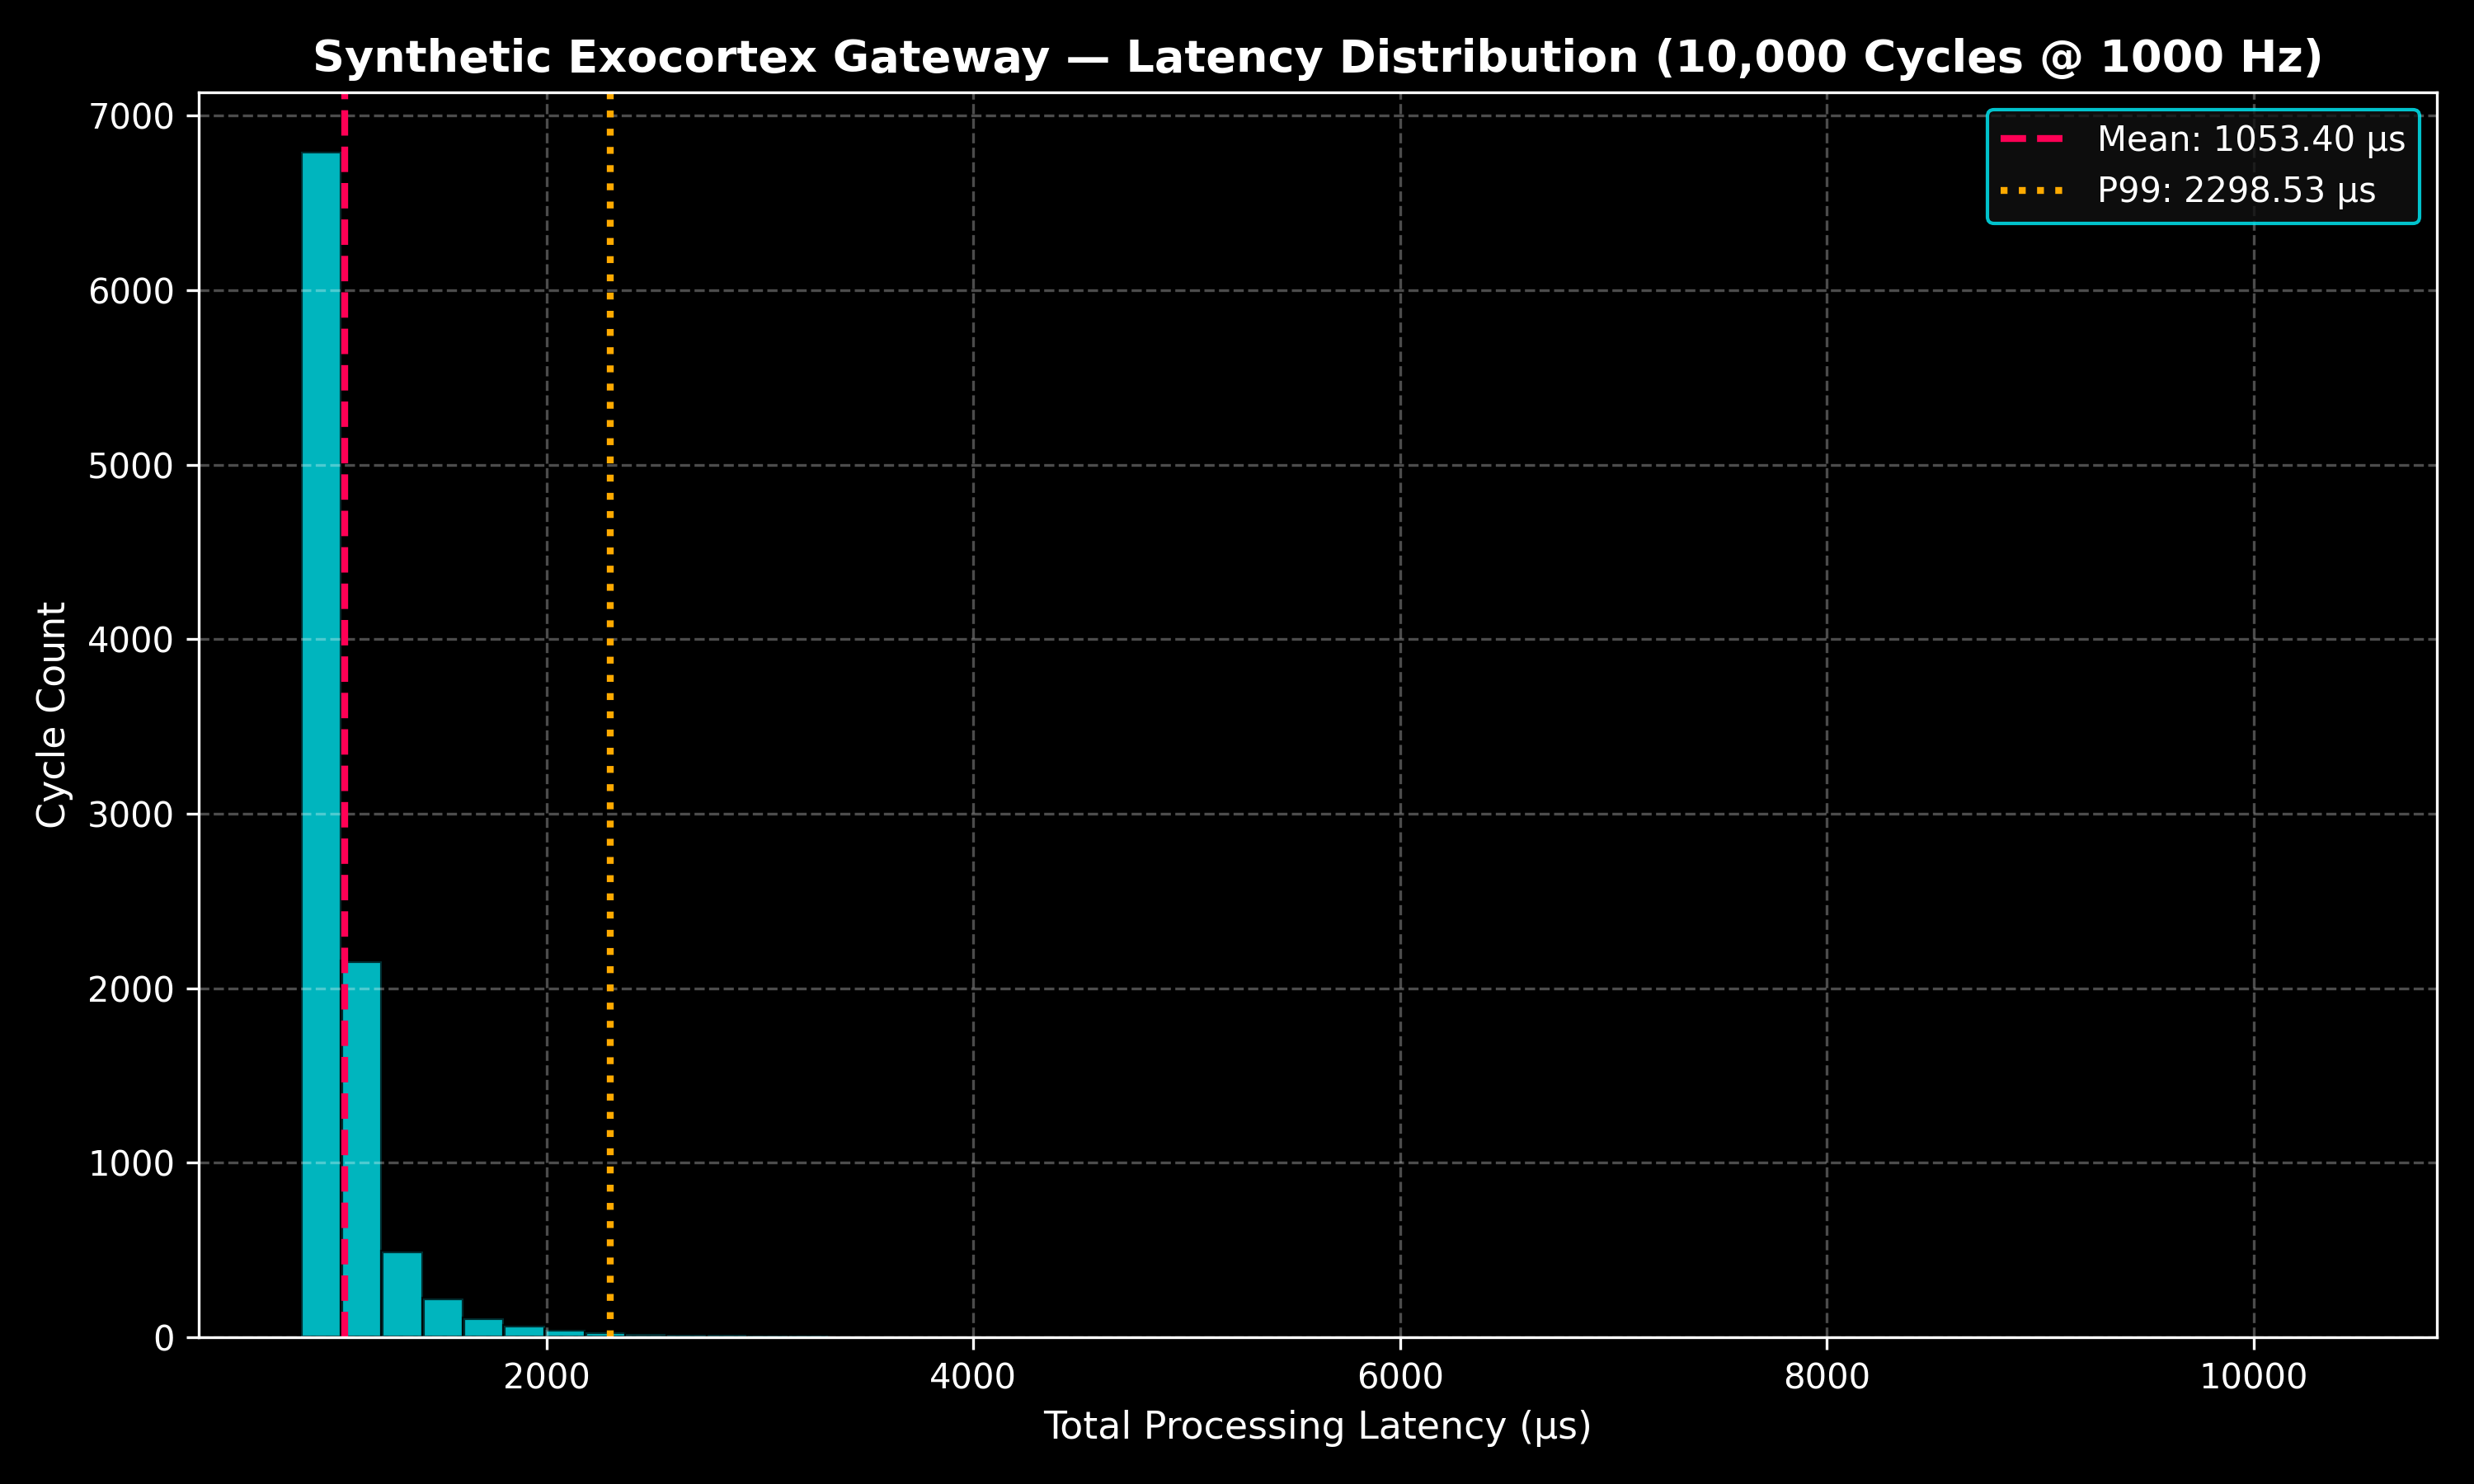 Synthetic Exocortex Gateway — Latency Distribution (10,000 Cycles @ 1000 Hz)
Mean: 1053.40 µs
P99: 2298.53 µs
Cycle Count
7000
6000
5000
4000
3000
2000
1000
0
2000 4000 6000 8000 10000
Total Processing Latency (µs)